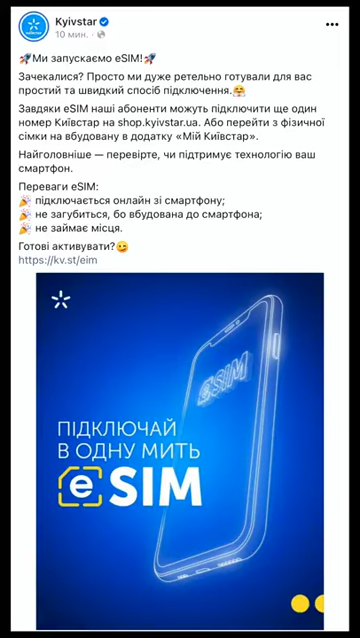 Kyivstar
10 мин.
🚀Ми запускаємо eSIM!🚀
Зачекалися? Просто ми дуже ретельно готували для вас
простий та швидкий спосіб підключення.🤗
Завдяки eSIM наші абоненти можуть підключити ще один
номер Київстар на shop.kyivstar.ua. Або перейти з фізичної
сімки на вбудовану в додатку «Мій Київстар».
Найголовніше — перевірте, чи підтримує технологію ваш
смартфон.
Переваги eSIM:
🎉 підключається онлайн зі смартфону;
🎉 не загубиться, бо вбудована до смартфона;
🎉 не займає місця.
Готові активувати?😜
https://kv.st/eim
eSIM
ПІДКЛЮЧАЙ
В ОДНУ МИТЬ
e SIM